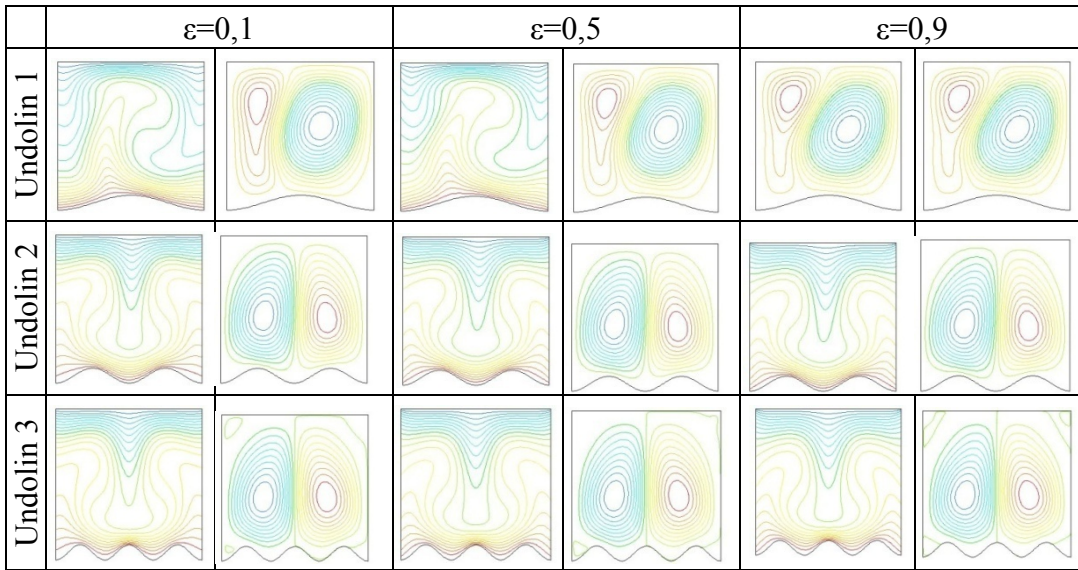 ε=0,1
ε=0,5
ε=0,9
Undolin 1
Undolin 2
Undolin 3